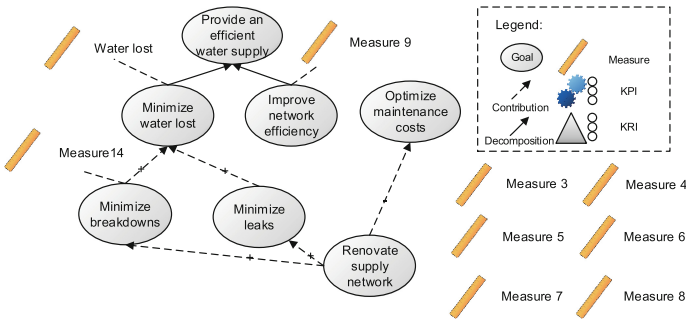 Provide an
efficient
water supply
Water lost
Measure 9
Minimize
water lost
Improve
network
efficiency
Optimize
maintenance
costs
Measure14
+
+
-
Minimize
breakdowns
Minimize
leaks
+
+
Renovate
supply
network
Legend:
Goal
Measure
KPI
Contribution
KRI
Decomposition
Measure 3
Measure 4
Measure 5
Measure 6
Measure 7
Measure 8